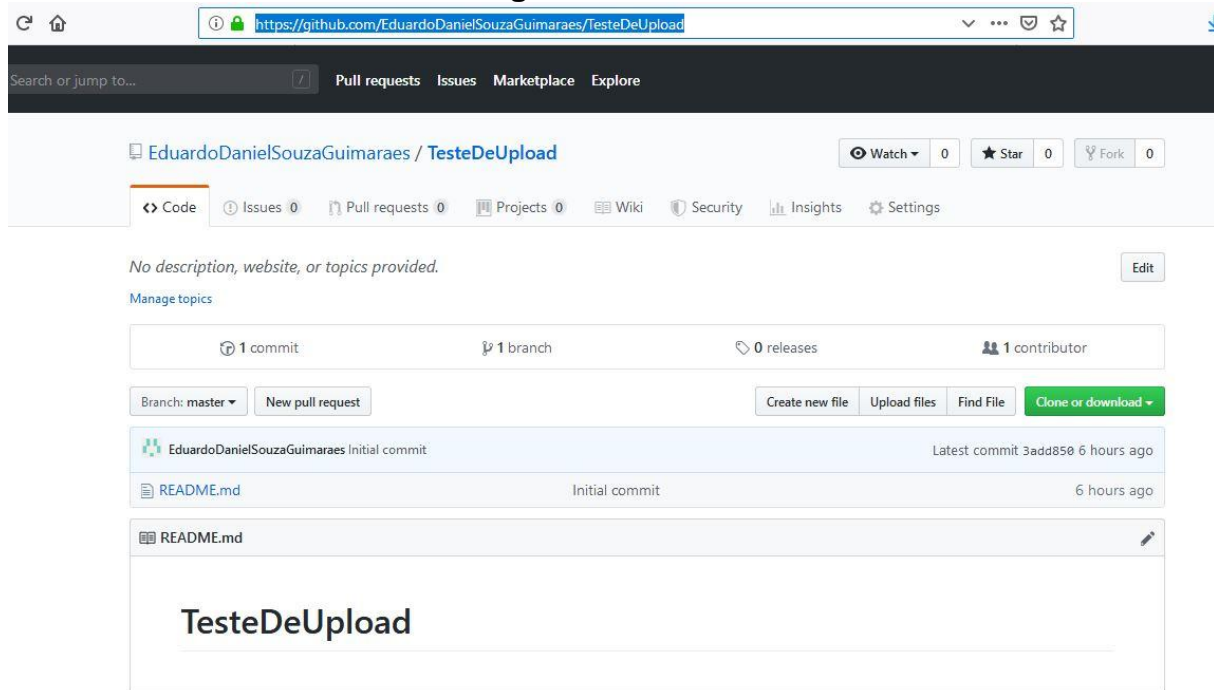 https://github.com/EduardoDanielSouzaGuimaraes/TesteDeUpload
Search or jump to... / Pull requests Issues Marketplace Explore
EduardoDanielSouzaGuimaraes / TesteDeUpload Watch 0 Star 0 Fork 0
Code Issues 0 Pull requests 0 Projects 0 Wiki Security Insights Settings
No description, website, or topics provided. Edit
Manage topics
1 commit 1 branch 0 releases 1 contributor
Branch: master New pull request Create new file Upload files Find File Clone or download
EduardoDanielSouzaGuimaraes Initial commit Latest commit 3add850 6 hours ago
README.md Initial commit 6 hours ago
README.md
TesteDeUpload